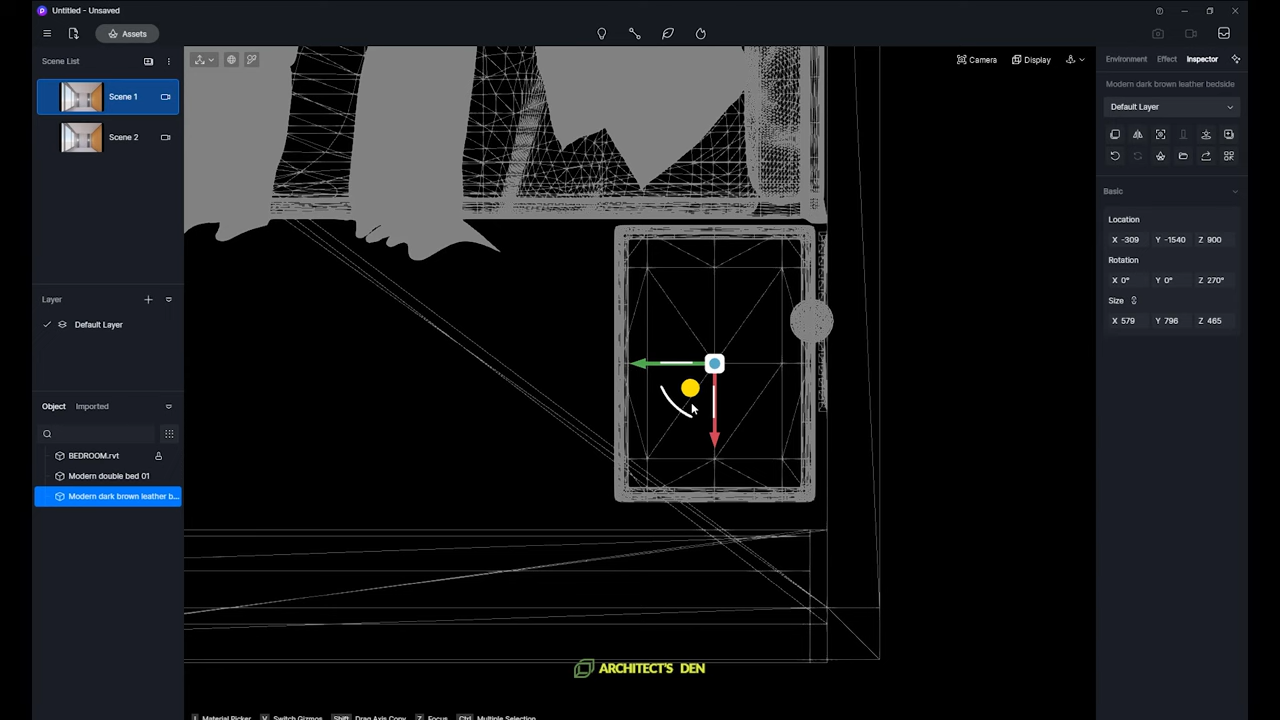 Untitled - Unsaved
Assets
Scene List
Scene 1
Scene 2
Camera
Display
Environment
Effect
Inspector
Modern dark brown leather bedside
Default Layer
Basic
Location
X -309
Y -1540
Z 900
Rotation
X 0°
Y 0°
Z 270°
Size
X 579
Y 796
Z 465
Layer
Default Layer
Object
Imported
BEDROOM.rvt
Modern double bed 01
Modern dark brown leather b...
ARCHITECT'S DEN
Material Picker
V Switch Gizmos
Shift Drag Axis Copy
Z Focus
Ctrl Multiple Selection